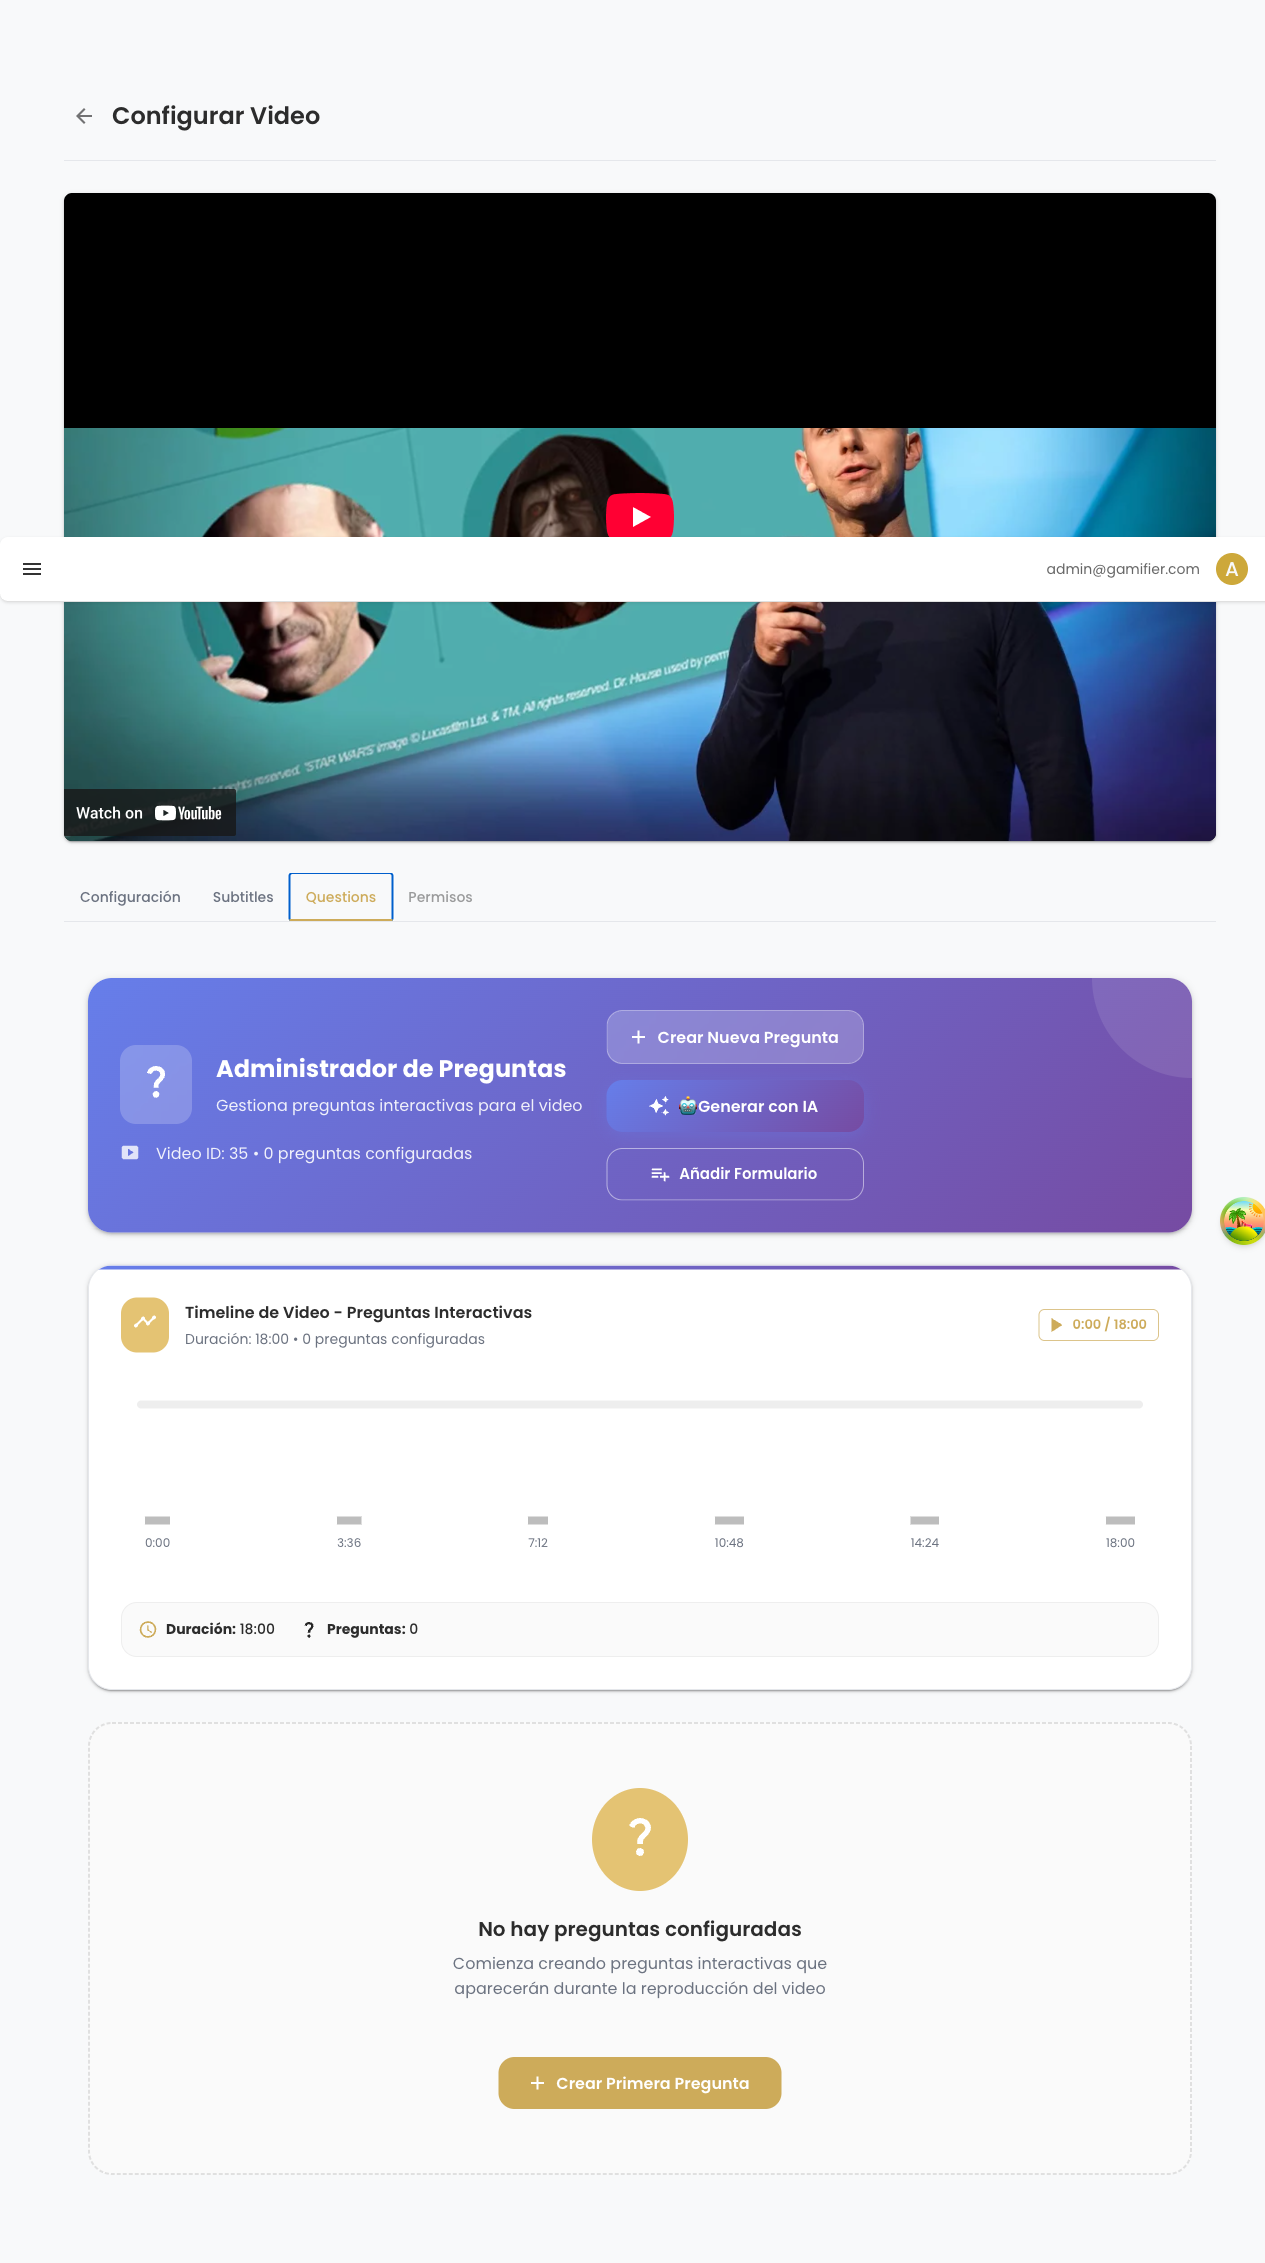 Configurar Video
admin@gamifier.com
A
rights reserved. "STAR WARS" image © Lucasfilm Ltd. & TM, All rights reserved. Dr. House used by perm
Watch on YouTube
Configuración
Subtitles
Questions
Permisos
Administrador de Preguntas
Gestiona preguntas interactivas para el video
Video ID: 35 • 0 preguntas configuradas
Crear Nueva Pregunta
Generar con IA
Añadir Formulario
Timeline de Video - Preguntas Interactivas
Duración: 18:00 • 0 preguntas configuradas
0:00 / 18:00
0:00
3:36
7:12
10:48
14:24
18:00
Duración: 18:00
Preguntas: 0
No hay preguntas configuradas
Comienza creando preguntas interactivas que
aparecerán durante la reproducción del video
Crear Primera Pregunta